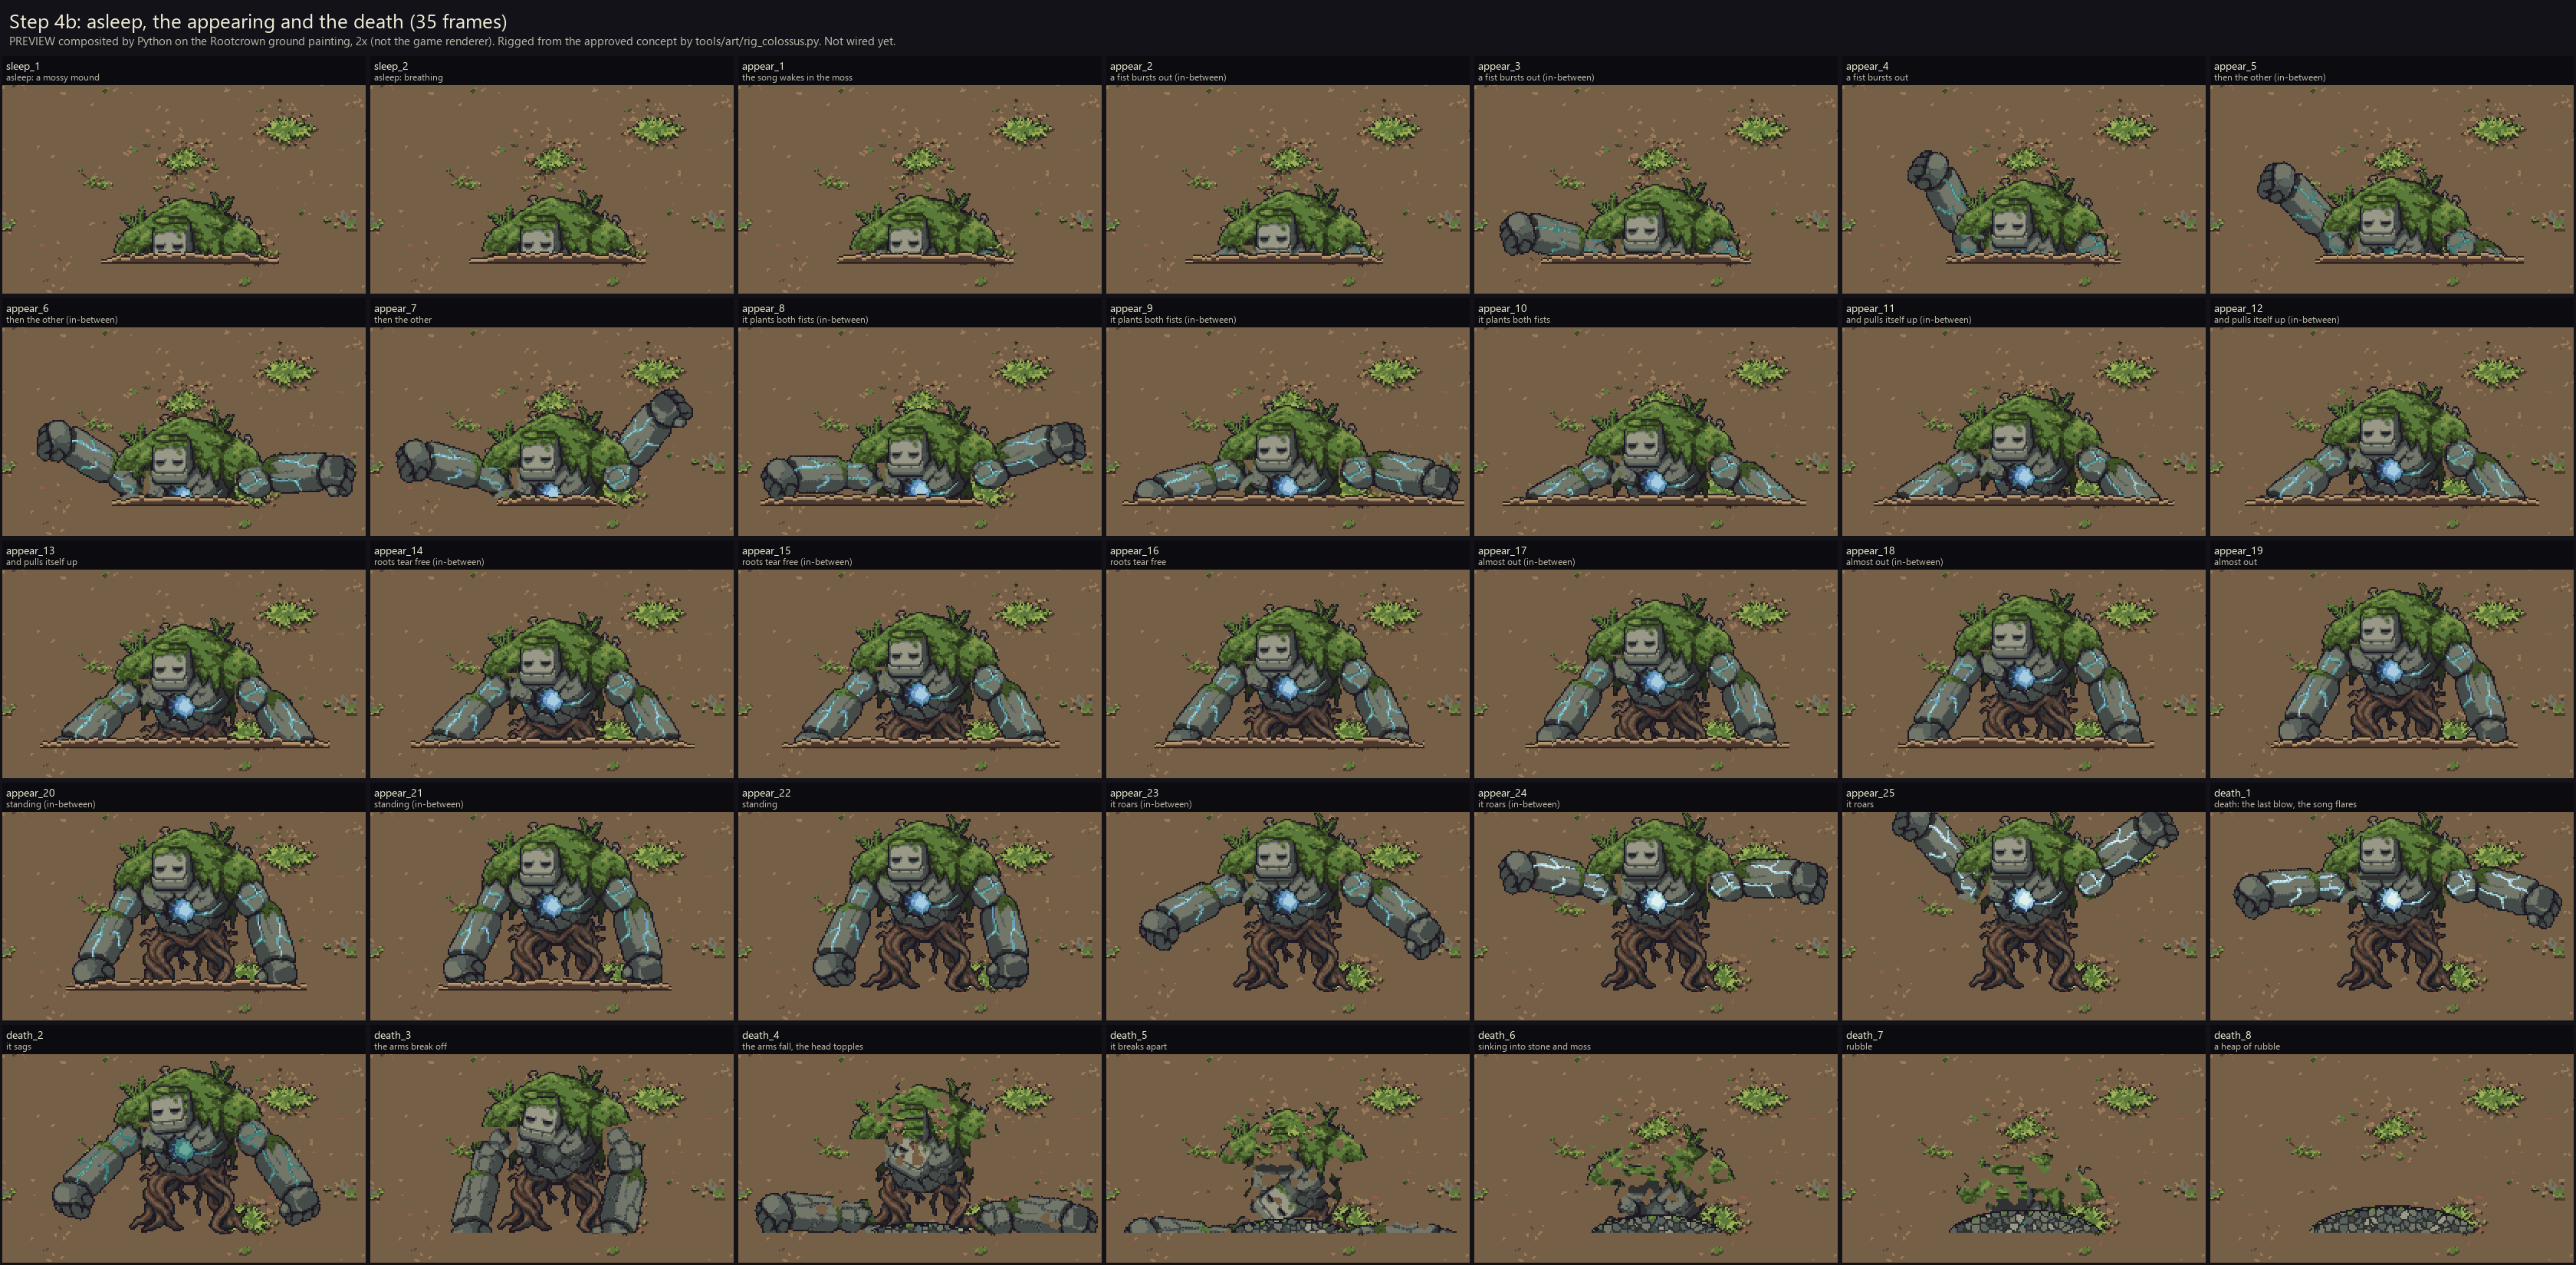 Step 4b: asleep, the appearing and the death (35 frames)
PREVIEW composited by Python on the Rootcrown ground painting, 2x (not the game renderer). Rigged from the approved concept by tools/art/rig_colossus.py. Not wired yet.
sleep_1
asleep: a mossy mound
sleep_2
asleep: breathing
appear_1
the song wakes in the moss
appear_2
a fist bursts out (in-between)
appear_3
a fist bursts out (in-between)
appear_4
a fist bursts out
appear_5
then the other (in-between)
appear_6
then the other (in-between)
appear_7
then the other
appear_8
it plants both fists (in-between)
appear_9
it plants both fists (in-between)
appear_10
it plants both fists
appear_11
and pulls itself up (in-between)
appear_12
and pulls itself up (in-between)
appear_13
and pulls itself up
appear_14
roots tear free (in-between)
appear_15
roots tear free (in-between)
appear_16
roots tear free
appear_17
almost out (in-between)
appear_18
almost out (in-between)
appear_19
almost out
appear_20
standing (in-between)
appear_21
standing (in-between)
appear_22
standing
appear_23
it roars (in-between)
appear_24
it roars (in-between)
appear_25
it roars
death_1
death: the last blow, the song flares
death_2
it sags
death_3
the arms break off
death_4
the arms fall, the head topples
death_5
it breaks apart
death_6
sinking into stone and moss
death_7
rubble
death_8
a heap of rubble